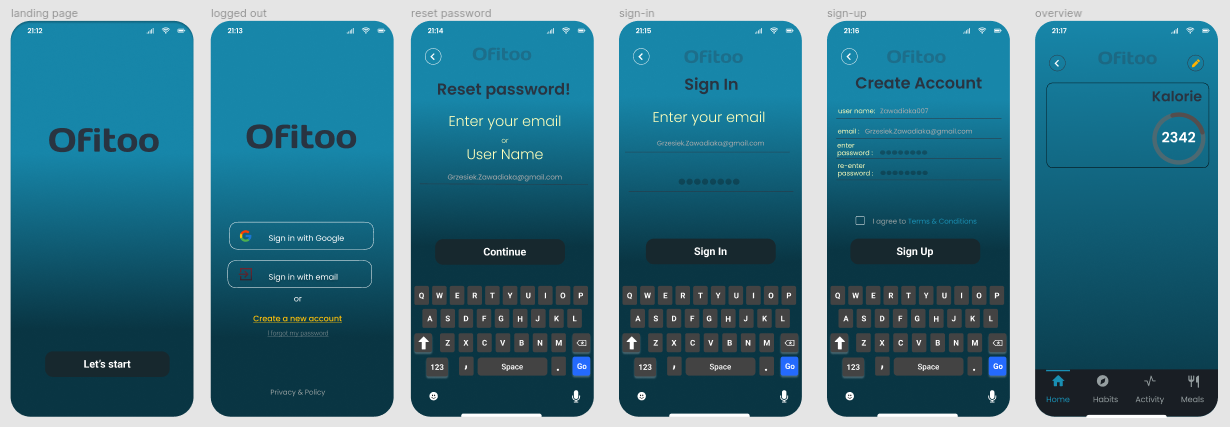 landing page
21:12
Ofitoo
Let's start
logged out
21:13
Ofitoo
Sign in with Google
Sign in with email
or
Create a new account
I forgot my password
Privacy & Policy
reset password
21:14
Ofitoo
Reset password!
Enter your email
or
User Name
Grzesiek.Zawadiaka@gmail.com
Continue
Q W E R T Y U I O P
A S D F G H J K L
Z X C V B N M
123 , Space . Go
sign-in
21:15
Ofitoo
Sign In
Enter your email
Grzesiek.Zawadiaka@gmail.com
Sign In
Q W E R T Y U I O P
A S D F G H J K L
Z X C V B N M
123 , Space . Go
sign-up
21:16
Ofitoo
Create Account
user name: Zawadiaka007
email : Grzesiek.Zawadiaka@gmail.com
enter
password :
re-enter
password :
I agree to Terms & Conditions
Sign Up
Q W E R T Y U I O P
A S D F G H J K L
Z X C V B N M
123 , Space . Go
overview
21:17
Ofitoo
Kalorie
2342
Home Habits Activity Meals